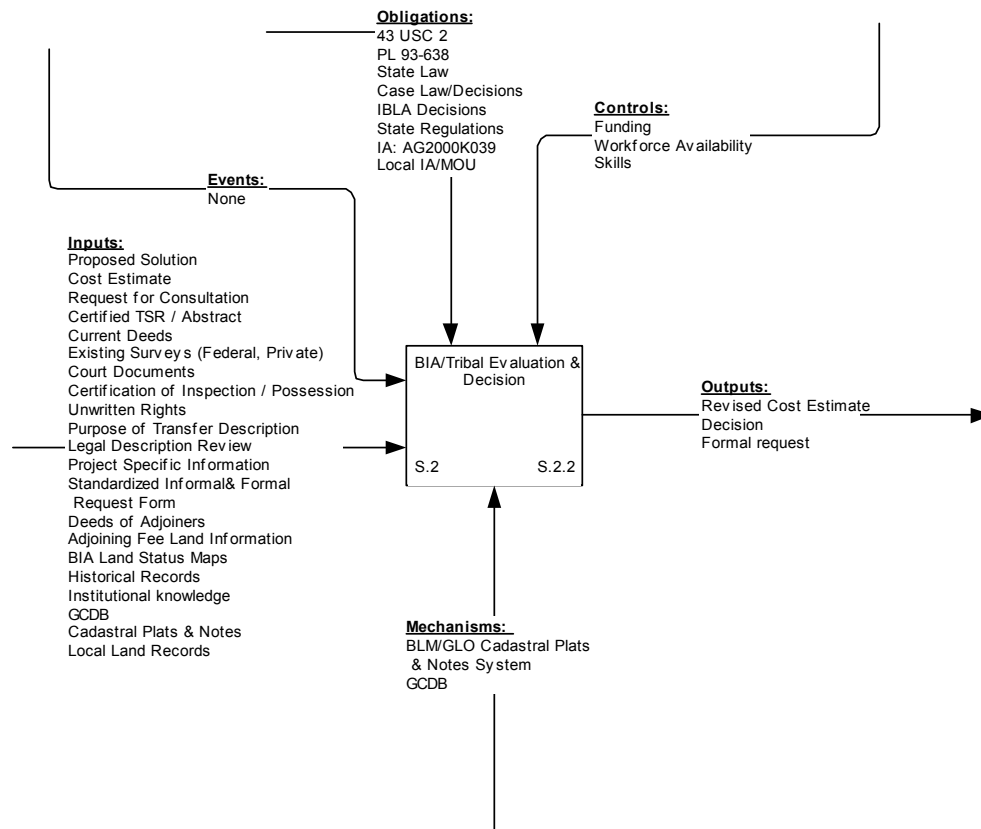 Obligations:
43 USC 2
PL 93-638
State Law
Case Law/Decisions
IBLA Decisions
State Regulations
IA: AG2000K039
Local IA/MOU
Controls:
Funding
Workforce Availability
Skills
Events:
None
Inputs:
Proposed Solution
Cost Estimate
Request for Consultation
Certified TSR / Abstract
Current Deeds
Existing Surveys (Federal, Private)
Court Documents
Certification of Inspection / Possession
Unwritten Rights
Purpose of Transfer Description
Legal Description Review
Project Specific Information
Standardized Informal& Formal
Request Form
Deeds of Adjoiners
Adjoining Fee Land Information
BIA Land Status Maps
Historical Records
Institutional knowledge
GCDB
Cadastral Plats & Notes
Local Land Records
BIA/Tribal Evaluation &
Decision
S.2 S.2.2
Outputs:
Revised Cost Estimate
Decision
Formal request
Mechanisms:
BLM/GLO Cadastral Plats
& Notes System
GCDB